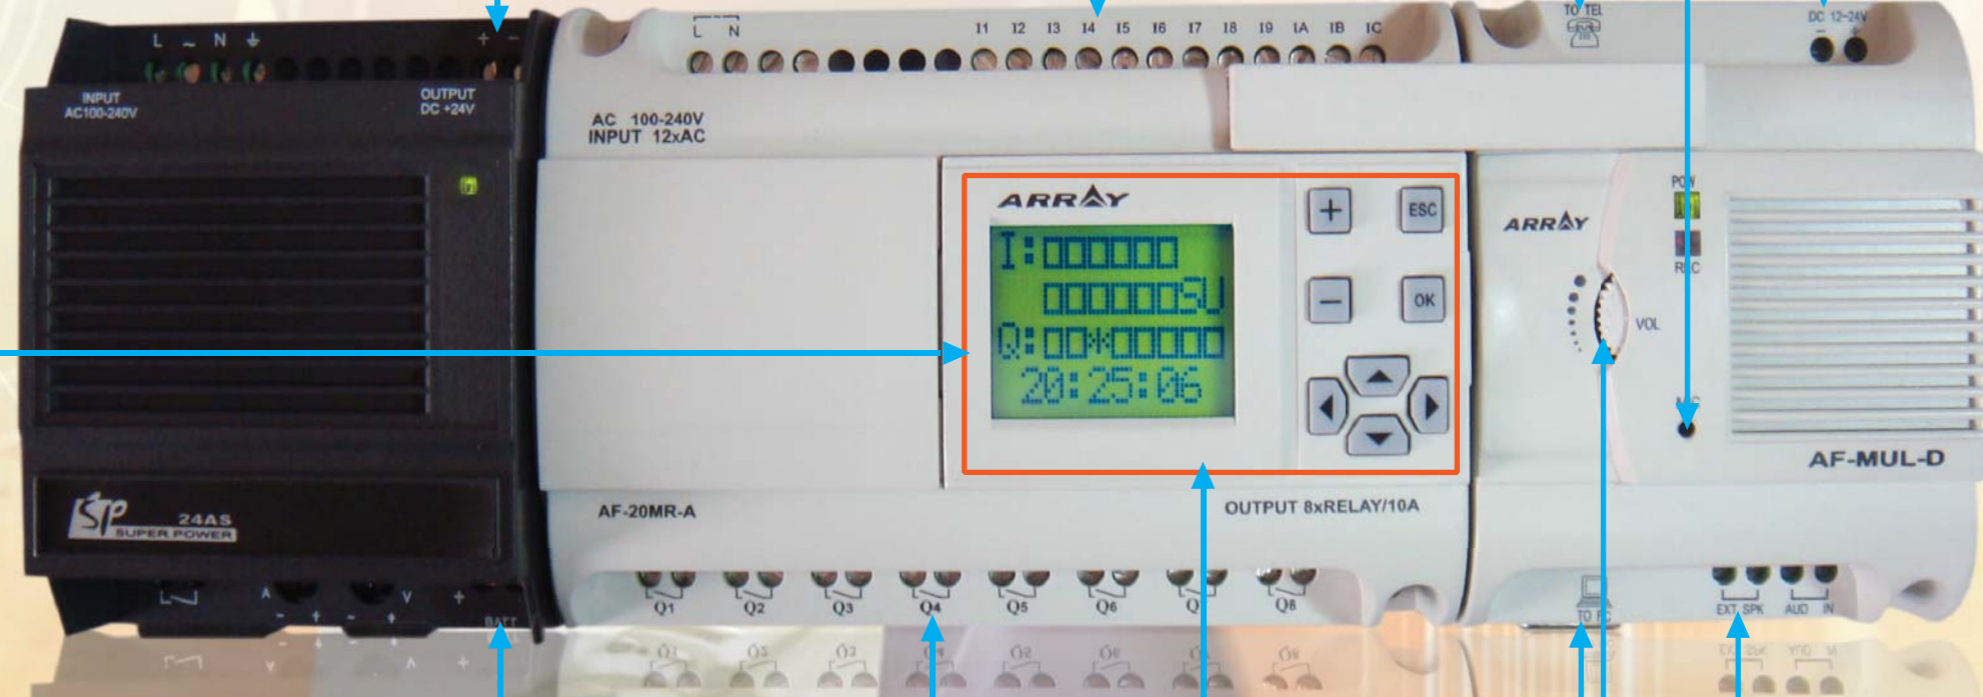 L ~ N
+ -
INPUT
AC100-240V
OUTPUT
DC +24V
STP
24AS
SUPER POWER
A
- +
~ +
V
+
BATT
L N
I1 I2 I3 I4 I5 I6 I7 I8 I9 IA IB IC
AC 100-240V
INPUT 12xAC
ARRAY
I:000000
000000SU
Q:00*00000
20:25:06
+ ESC
- OK
AF-20MR-A
OUTPUT 8xRELAY/10A
Q1 Q2 Q3 Q4 Q5 Q6 Q8
TO TEL
DC 12-24V
- +
ARRAY
POW
REC
VOL
MIC
AF-MUL-D
TO PC
EXT SPK
AUD IN